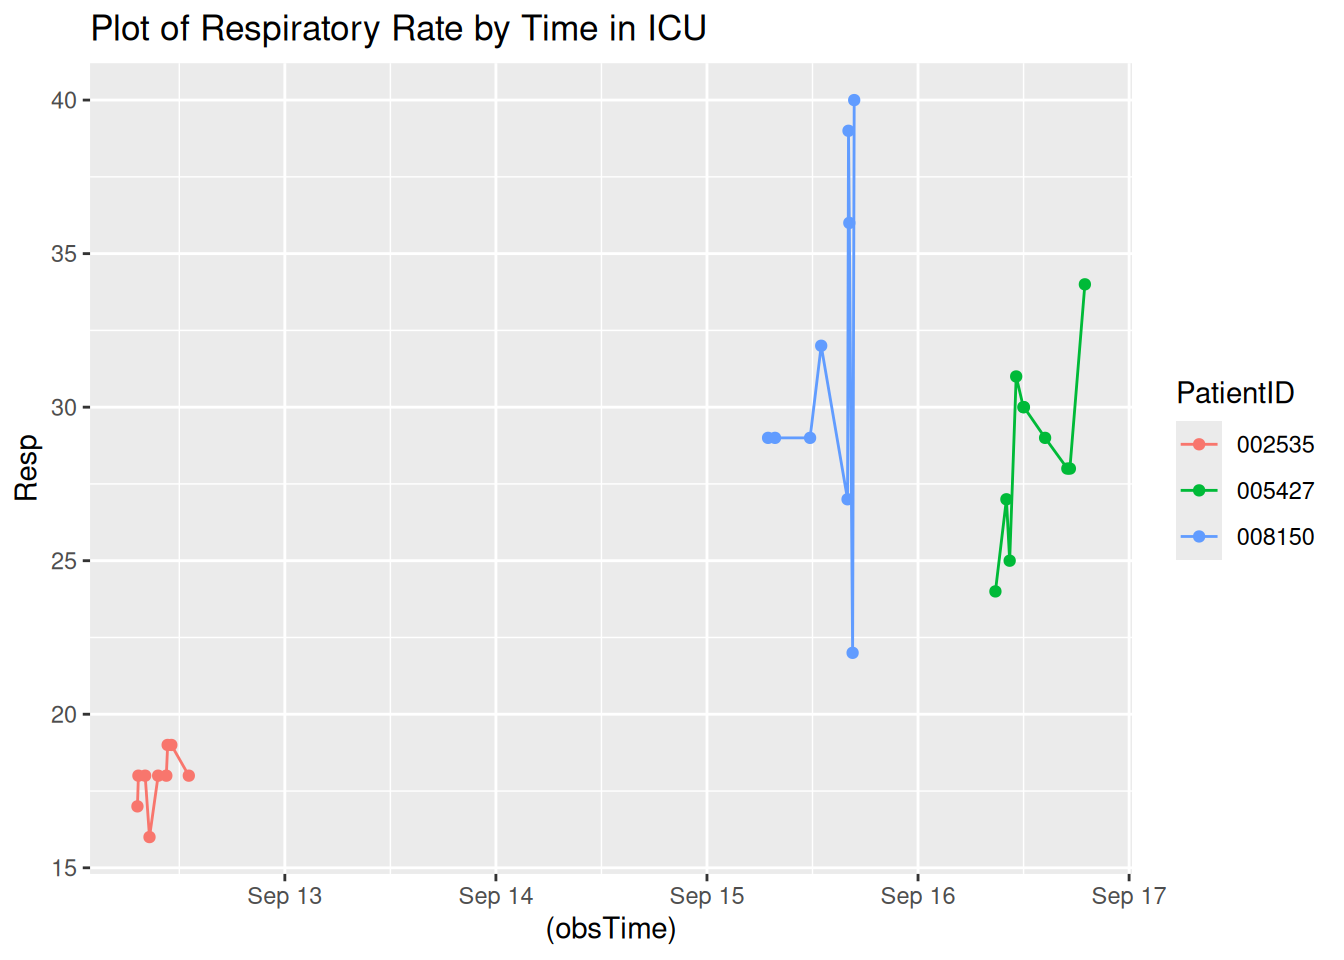 Plot of Respiratory Rate by Time in ICU
40
35
30
25
20
15
Resp
Sep 13
Sep 14
Sep 15
Sep 16
Sep 17
(obsTime)
PatientID
002535
005427
008150